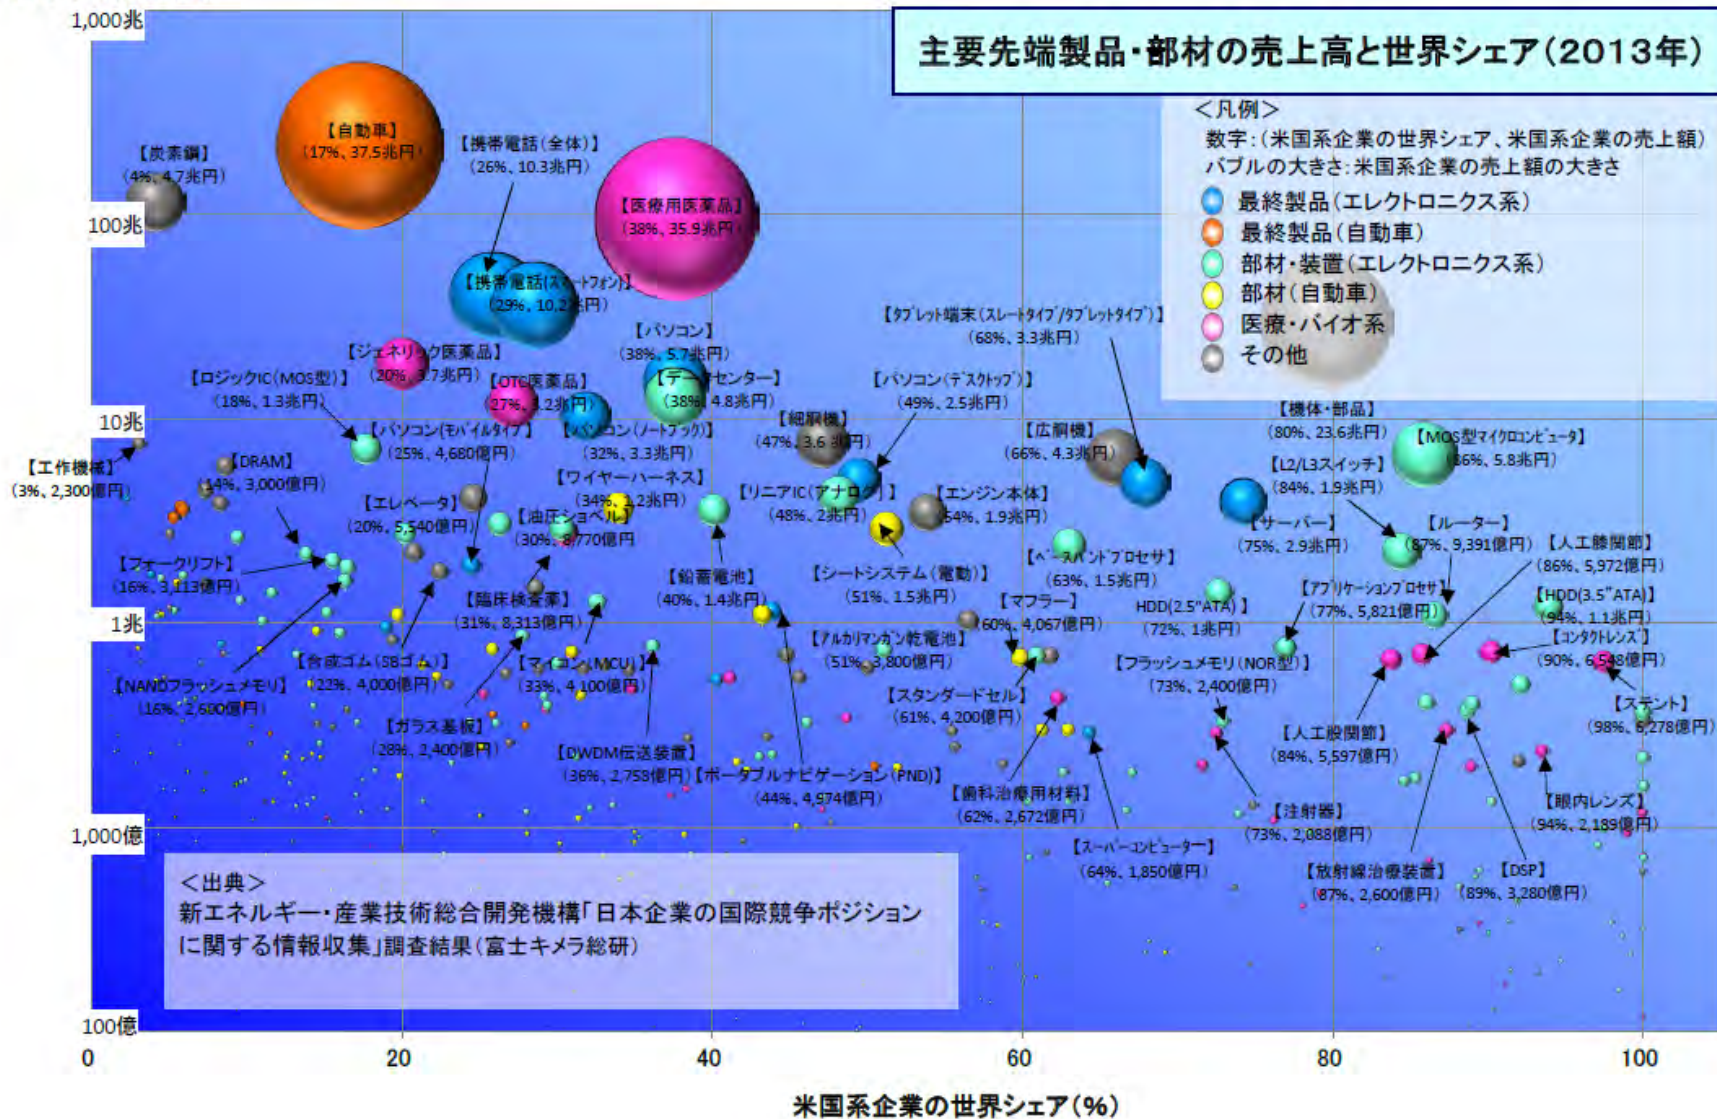 1,000兆
主要先端製品・部材の売上高と世界シェア(2013年)
<凡例>
数字:(米国系企業の世界シェア、米国系企業の売上額)
バブルの大きさ:米国系企業の売上額の大きさ
最終製品(エレクトロニクス系)
最終製品(自動車)
部材・装置(エレクトロニクス系)
部材(自動車)
医療・バイオ系
その他
【炭素鋼】
(4%、4.7兆円)
【自動車】
(17%、37.5兆円)
【携帯電話(全体)】
(26%、10.3兆円)
【医療用医薬品】
(38%、35.9兆円)
100兆
【携帯電話(スマートフォン)】
(29%、10.2兆円)
【パソコン】
(38%、5.7兆円)
【タブレット端末(スレートタイプ/タブレットタイプ)】
(68%、3.3兆円)
【ジェネリック医薬品】
(20%、3.7兆円)
【ロジックIC(MOS型)】
(18%、1.3兆円)
【OTC医薬品】
(27%、3.2兆円)
【データセンター】
(38%、4.8兆円)
【パソコン(デスクトップ)】
(49%、2.5兆円)
10兆
【パソコン(モバイルタイプ】
(25%、4,680億円)
【パソコン(ノートブック)】
(32%、3.3兆円)
【細胴機】
(47%、3.6兆円)
【広胴機】
(66%、4.3兆円)
【機体・部品】
(80%、23.6兆円)
【MOS型マイクロコンピュータ】
(86%、5.8兆円)
【工作機械】
(3%、2,300億円)
【DRAM】
(14%、3,000億円)
【ワイヤーハーネス】
(34%、1.2兆円)
【リニアIC(アナログ)】
(48%、2兆円)
【エンジン本体】
(54%、1.9兆円)
【L2/L3スイッチ】
(84%、1.9兆円)
【エレベータ】
(20%、5,540億円)
【油圧ショベル】
(30%、8,770億円)
【サーバー】
(75%、2.9兆円)
【ルーター】
(87%、9,391億円)
【人工膝関節】
(86%、5,972億円)
【フォークリフト】
(16%、3,113億円)
【鉛蓄電池】
(40%、1.4兆円)
【シートシステム(電動)】
(51%、1.5兆円)
【ベースバンドプロセサ】
(63%、1.5兆円)
【アプリケーションプロセサ】
(77%、5,821億円)
【臨床検査薬】
(31%、8,313億円)
【マフラー】
(60%、4,067億円)
HDD(2.5"ATA)】
(72%、1兆円)
【HDD(3.5"ATA)】
(94%、1.1兆円)
1兆
【合成ゴム(SBゴム)】
(22%、4,000億円)
【マイコン(MCU)】
(33%、4,100億円)
【アルカリマンガン乾電池】
(51%、3,800億円)
【フラッシュメモリ(NOR型)】
(73%、2,400億円)
【コンタクトレンズ】
(90%、6,548億円)
【NANDフラッシュメモリ】
(16%、2,600億円)
【スタンダードセル】
(61%、4,200億円)
【ステント】
(98%、6,278億円)
【ガラス基板】
(28%、2,400億円)
【DWDM伝送装置】
(36%、2,758億円)
【人工股関節】
(84%、5,597億円)
【ポータブルナビゲーション(PND)】
(44%、4,974億円)
【歯科治療用材料】
(62%、2,672億円)
【注射器】
(73%、2,088億円)
【眼内レンズ】
(94%、2,189億円)
1,000億
【スーパーコンピューター】
(64%、1,850億円)
【放射線治療装置】
(87%、2,600億円)
【DSP】
(89%、3,280億円)
<出典>
新エネルギー・産業技術総合開発機構「日本企業の国際競争ポジション
に関する情報収集」調査結果(富士キメラ総研)
100億
0 20 40 60 80 100
米国系企業の世界シェア(%)